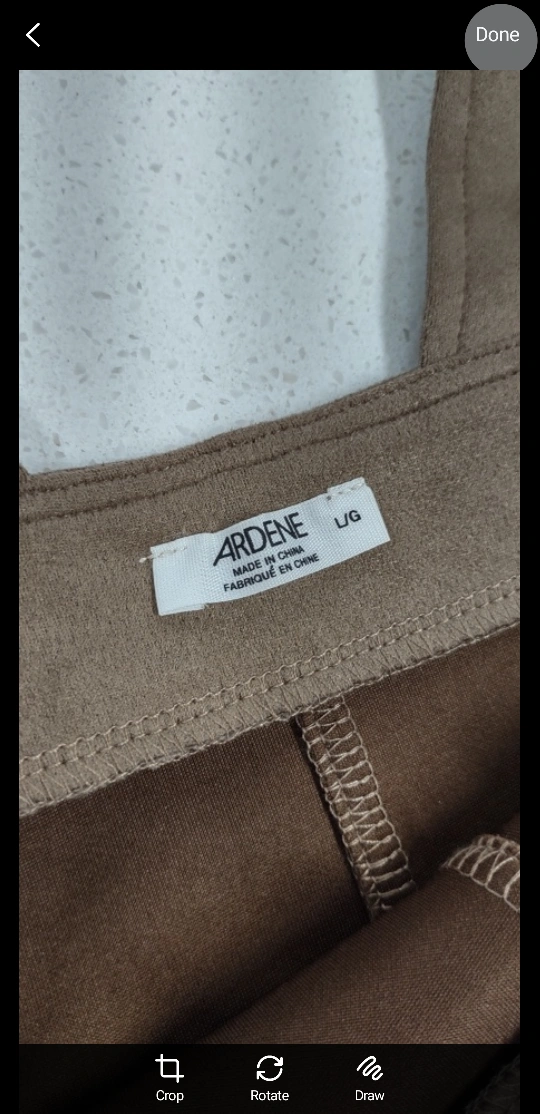 Done
ARDENE
L/G
MADE IN CHINA
FABRIQUÉ EN CHINE
Crop
Rotate
Draw